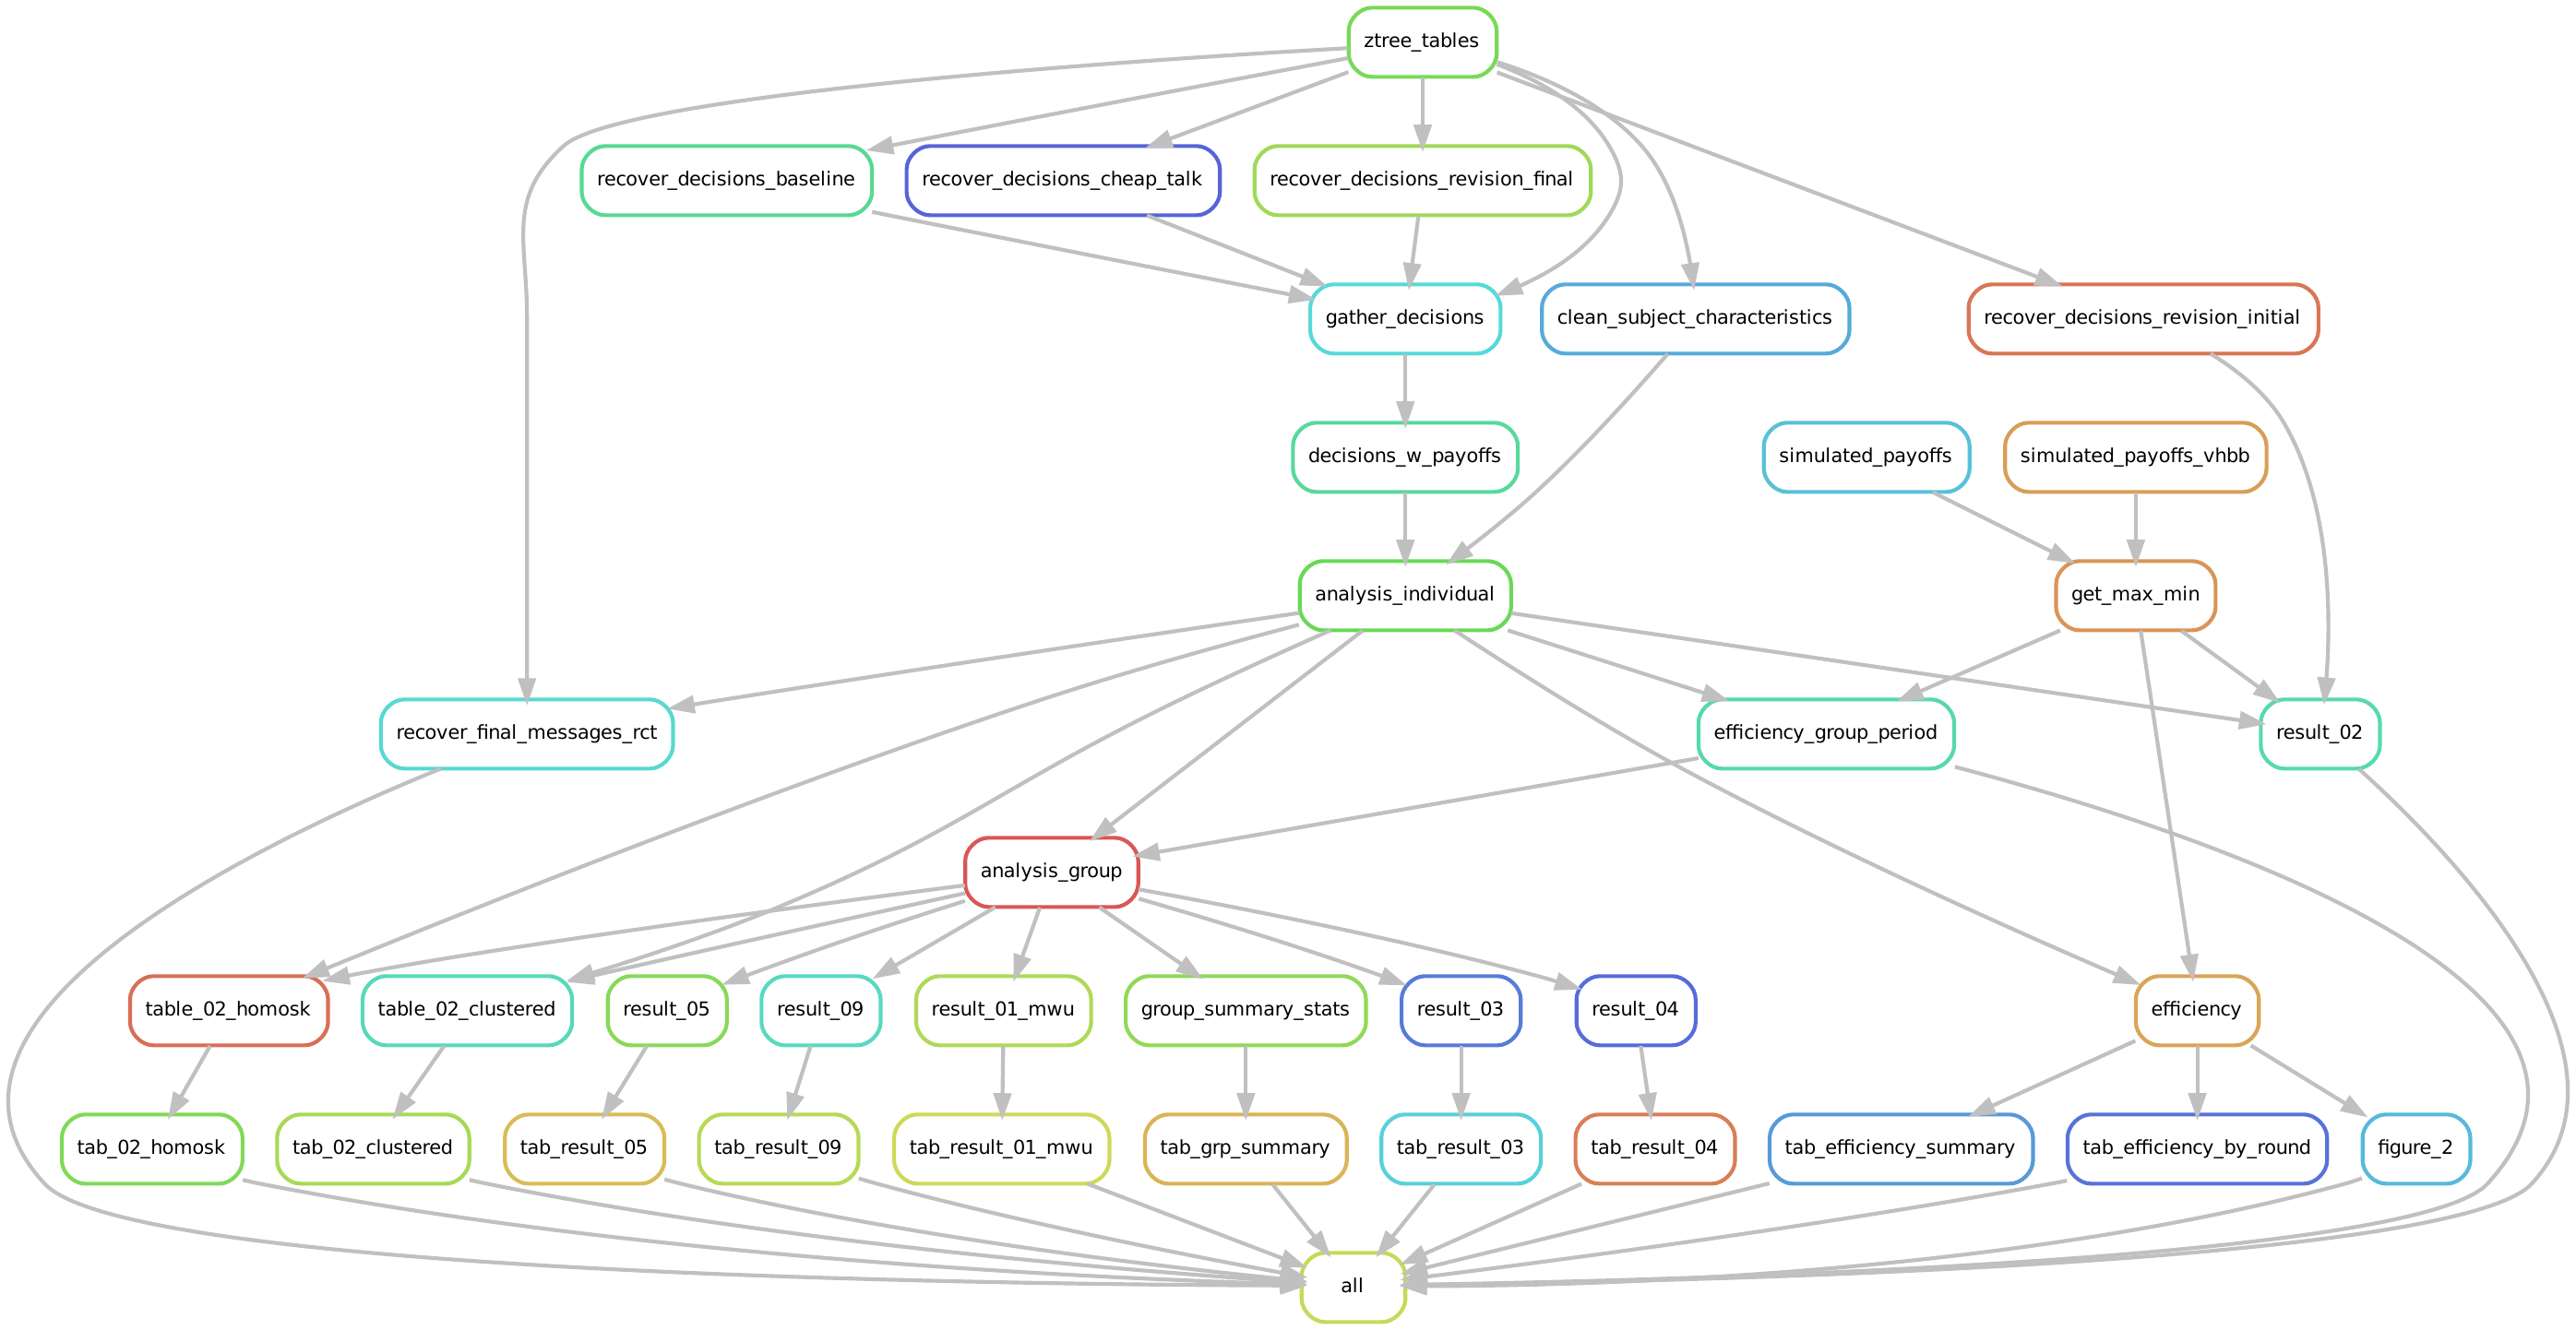 ztree_tables
recover_decisions_baseline
recover_decisions_cheap_talk
recover_decisions_revision_final
gather_decisions
clean_subject_characteristics
recover_decisions_revision_initial
decisions_w_payoffs
simulated_payoffs
simulated_payoffs_vhbb
analysis_individual
get_max_min
recover_final_messages_rct
efficiency_group_period
result_02
analysis_group
table_02_homosk
table_02_clustered
result_05
result_09
result_01_mwu
group_summary_stats
result_03
result_04
efficiency
tab_02_homosk
tab_02_clustered
tab_result_05
tab_result_09
tab_result_01_mwu
tab_grp_summary
tab_result_03
tab_result_04
tab_efficiency_summary
tab_efficiency_by_round
figure_2
all